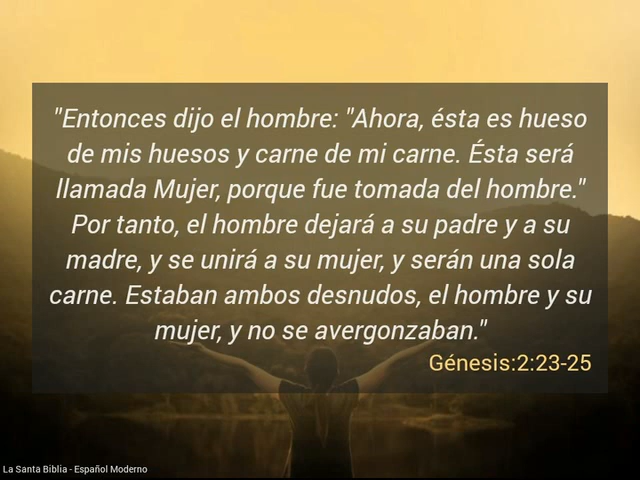 "Entonces dijo el hombre: "Ahora, ésta es hueso
de mis huesos y carne de mi carne. Ésta será
llamada Mujer, porque fue tomada del hombre."
Por tanto, el hombre dejará a su padre y a su
madre, y se unirá a su mujer, y serán una sola
carne. Estaban ambos desnudos, el hombre y su
mujer, y no se avergonzaban."
Génesis:2:23-25
La Santa Biblia - Español Moderno